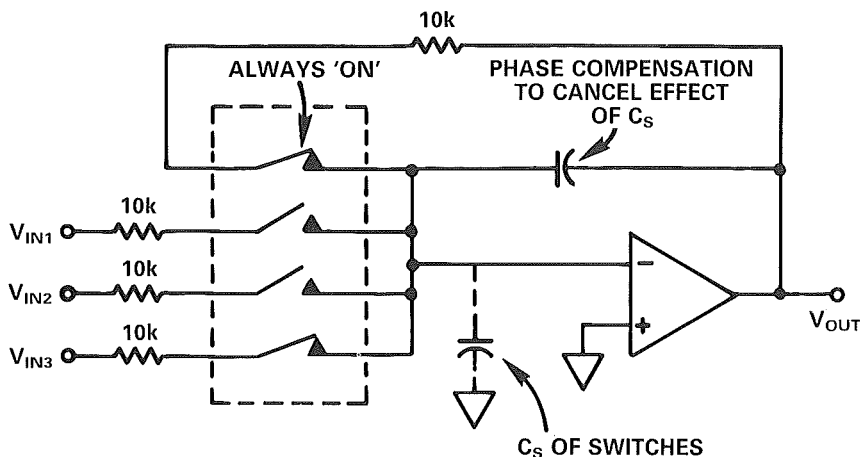 10k
ALWAYS 'ON'
PHASE COMPENSATION
TO CANCEL EFFECT
OF CS
10k
VIN1
10k
VIN2
10k
VIN3
−
+
VOUT
CS OF SWITCHES